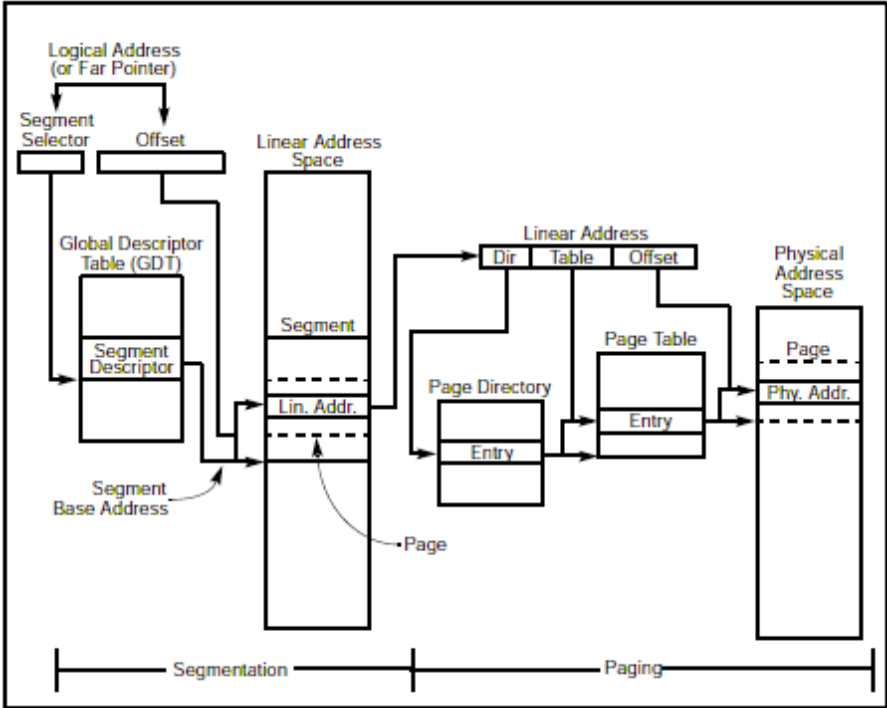 Logical Address
(or Far Pointer)
Segment
Selector
Offset
Linear Address
Space
Global Descriptor
Table (GDT)
Segment
Descriptor
Segment
Base Address
Segment
Lin. Addr.
Page
Linear Address
Dir
Table
Offset
Page Directory
Entry
Page Table
Entry
Physical
Address
Space
Page
Phy. Addr.
Segmentation
Paging